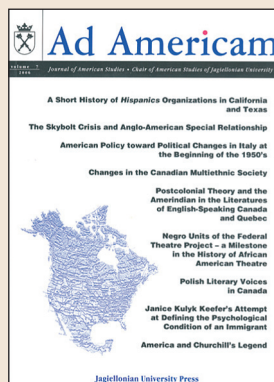 Ad Americam
volume 7
2006
Journal of American Studies • Chair of American Studies of Jagiellonian University
A Short History of Hispanics Organizations in California
and Texas
The Skybolt Crisis and Anglo-American Special Relationship
American Policy toward Political Changes in Italy at
the Beginning of the 1950's
Changes in the Canadian Multiethnic Society
Postcolonial Theory and the
Amerindian in the Literatures
of English-Speaking Canada
and Quebec
Negro Units of the Federal
Theatre Project – a Milestone
in the History of African
American Theatre
Polish Literary Voices
in Canada
Janice Kulyk Keefer's Attempt
at Defining the Psychological
Condition of an Immigrant
America and Churchill's Legend
Jagiellonian University Press